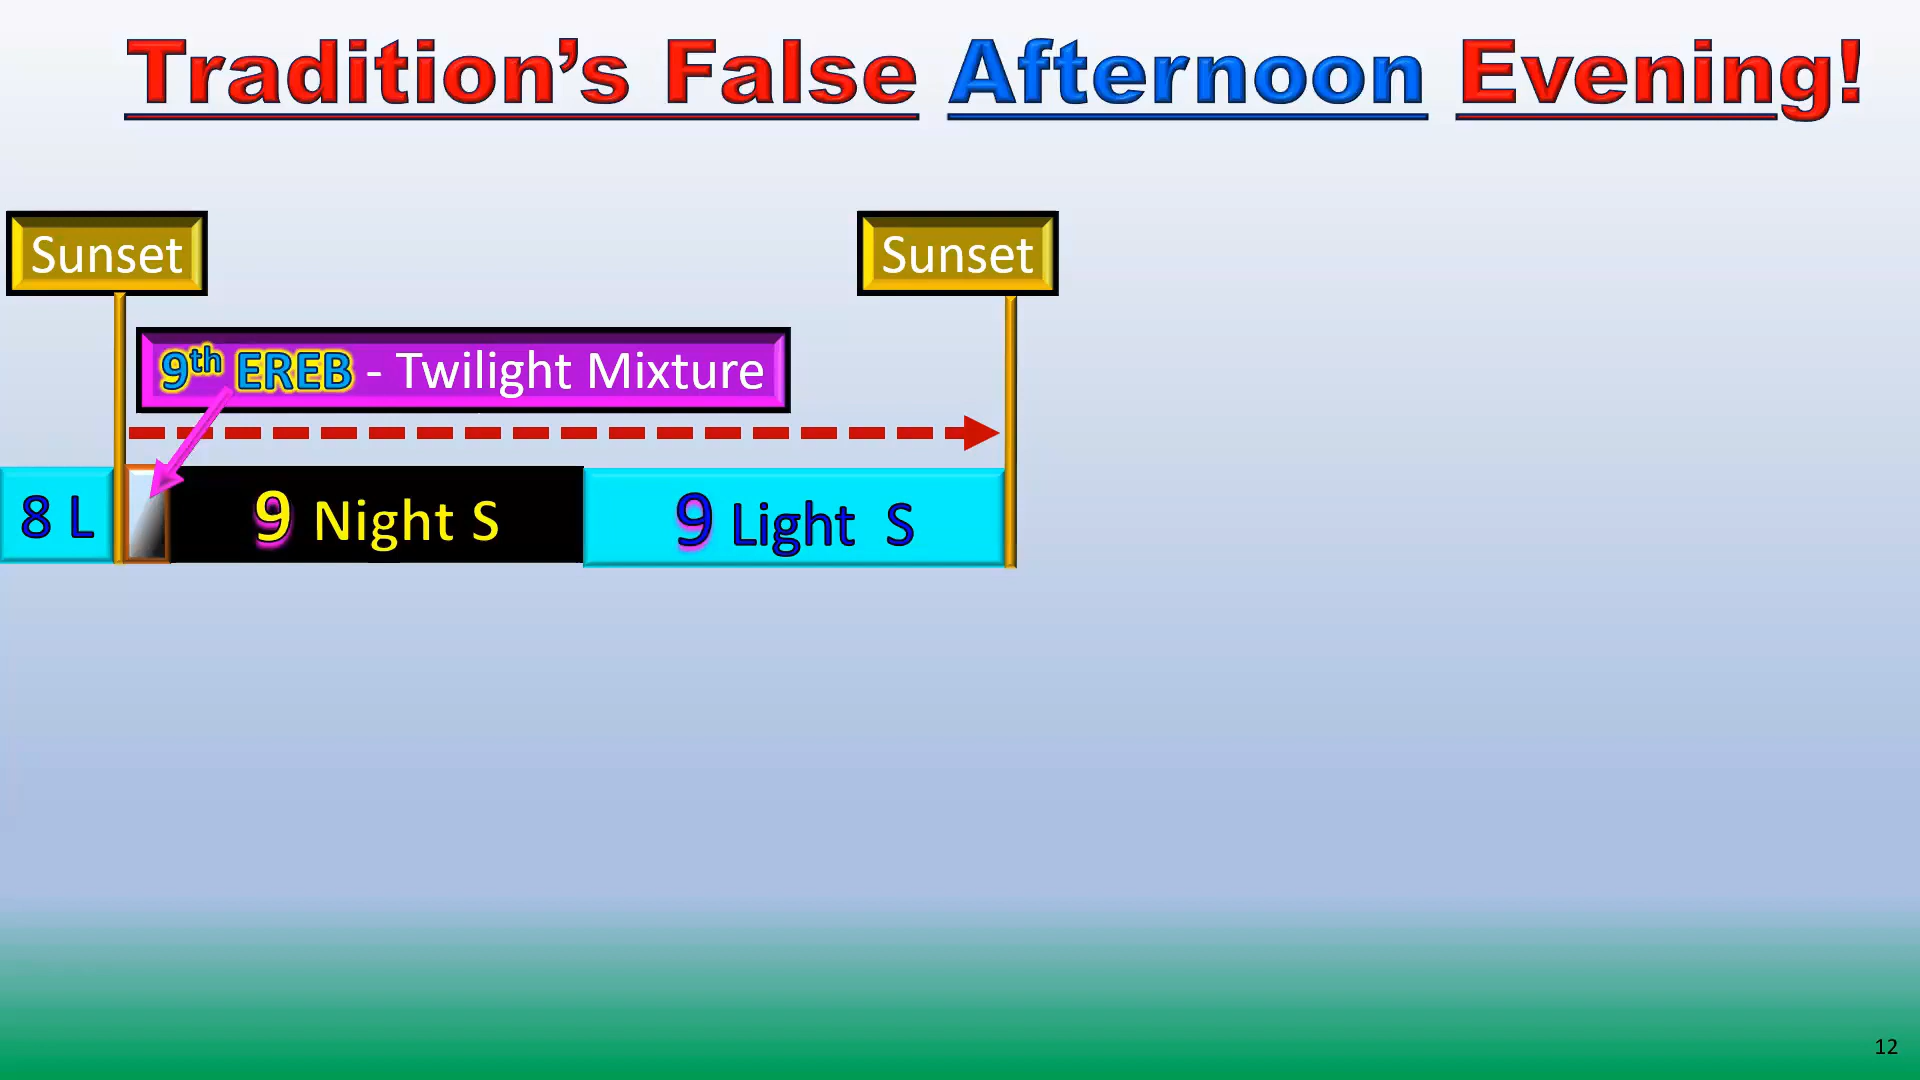 Tradition’s False Afternoon Evening!
Sunset
Sunset
9th EREB - Twilight Mixture
8 L
9 Night S
9 Light S
12